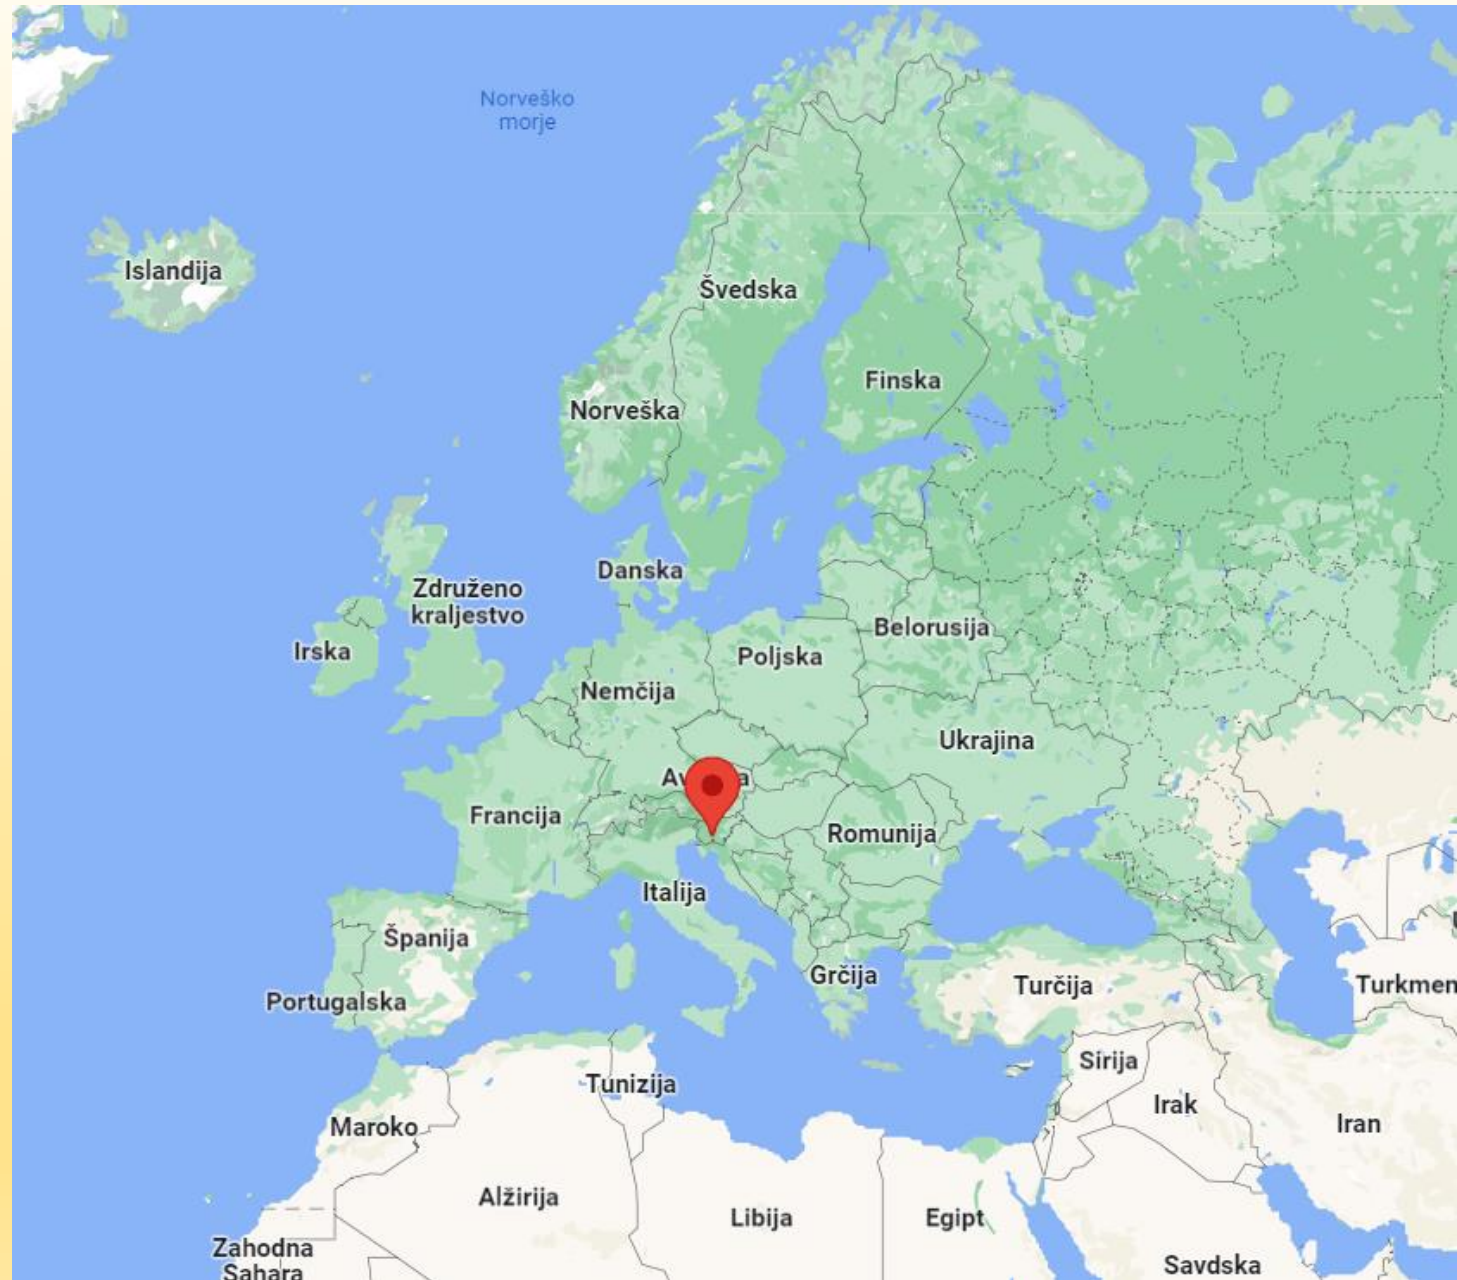 Norveško
morje
Islandija
Švedska
Finska
Norveška
Danska
Združeno
kraljestvo
Belorusija
Irska
Poljska
Nemčija
Ukrajina
Francija
Romunija
Italija
Španija
Grčija
Turčija
Turkmen
Portugalska
Sirija
Tunizija
Irak
Maroko
Iran
Alžirija
Libija
Egipt
Zahodna
Sahara
Savdska